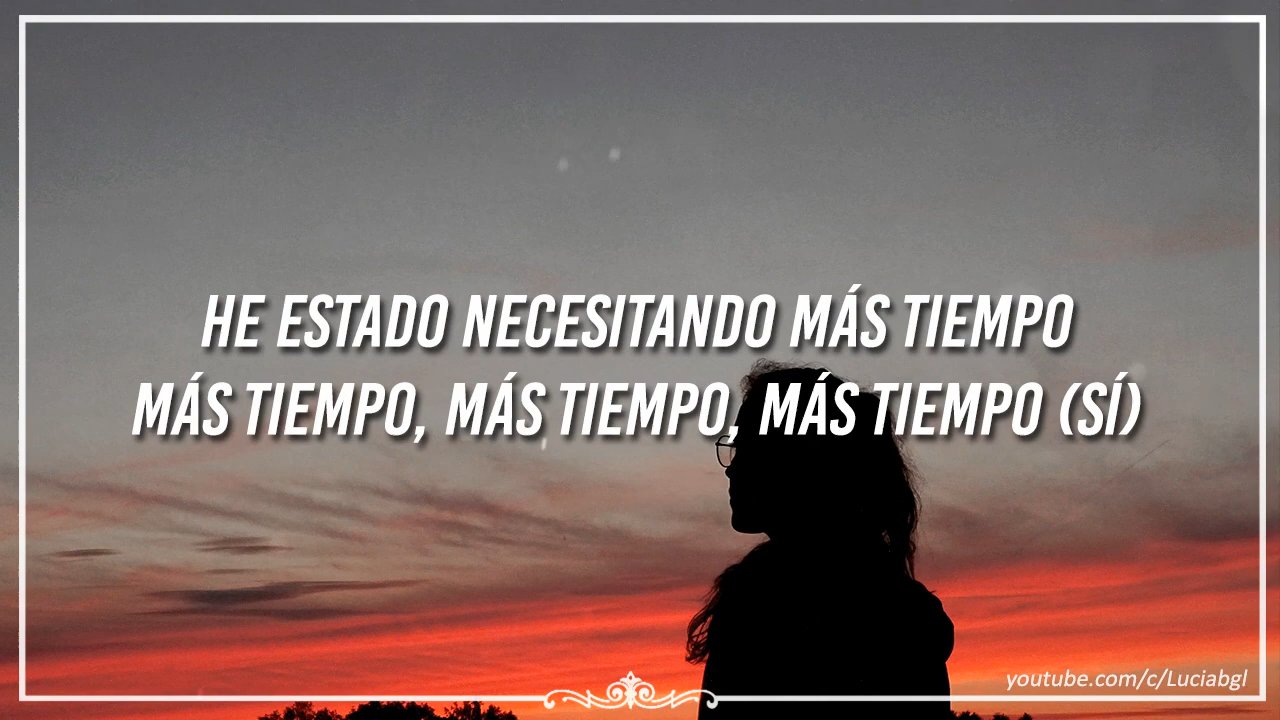 HE ESTADO NECESITANDO MÁS TIEMPO
MÁS TIEMPO, MÁS TIEMPO, MÁS TIEMPO (SÍ)
youtube.com/c/Luciabgl